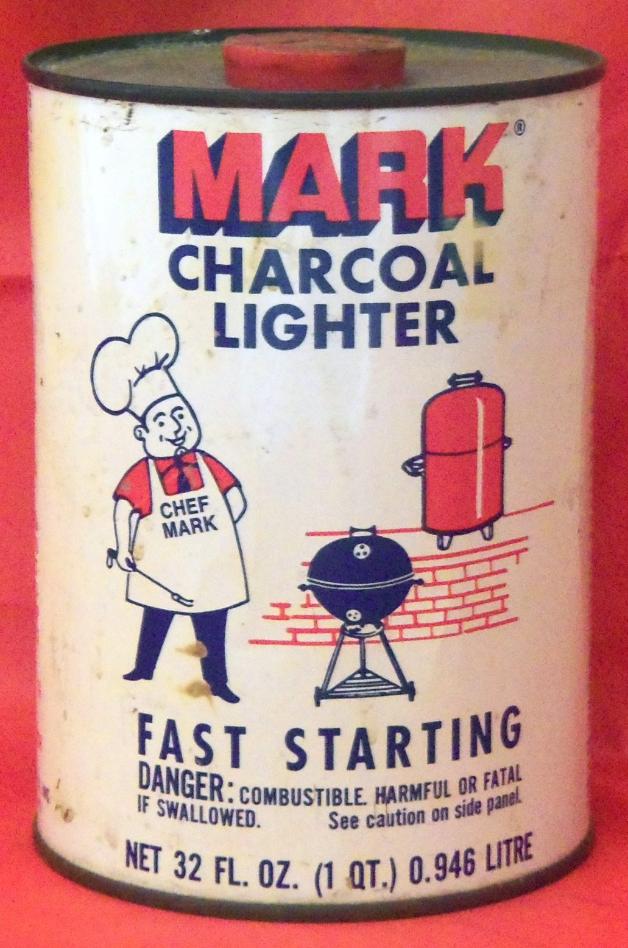 MARK®
CHARCOAL
LIGHTER
CHEF
MARK
FAST STARTING
DANGER: COMBUSTIBLE. HARMFUL OR FATAL
IF SWALLOWED. See caution on side panel.
NET 32 FL. OZ. (1 QT.) 0.946 LITRE